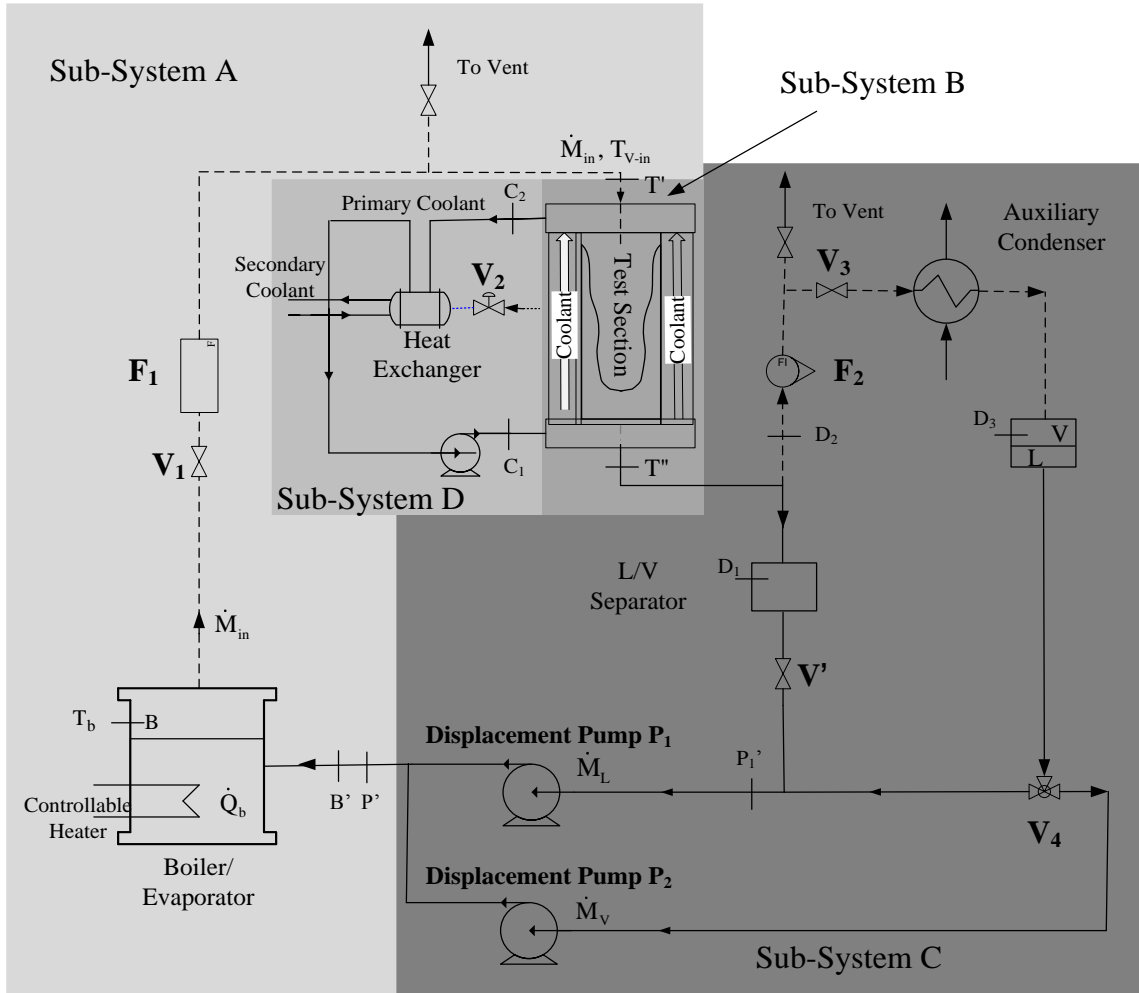 Sub-System A
To Vent
Sub-System B
Ṁin, TV-in
T'
C2
Primary Coolant
To Vent
Auxiliary
Condenser
V3
Secondary
Coolant
V2
Coolant
Test Section
Coolant
Heat
Exchanger
F
F1
FI
F2
D2
D3
V
L
V1
C1
T"
Sub-System D
L/V
Separator
D1
Ṁin
V'
Tb
B
Displacement Pump P1
ṀL
P1’
B’
P’
Controllable
Heater
Q̇b
V4
Boiler/
Evaporator
Displacement Pump P2
ṀV
Sub-System C